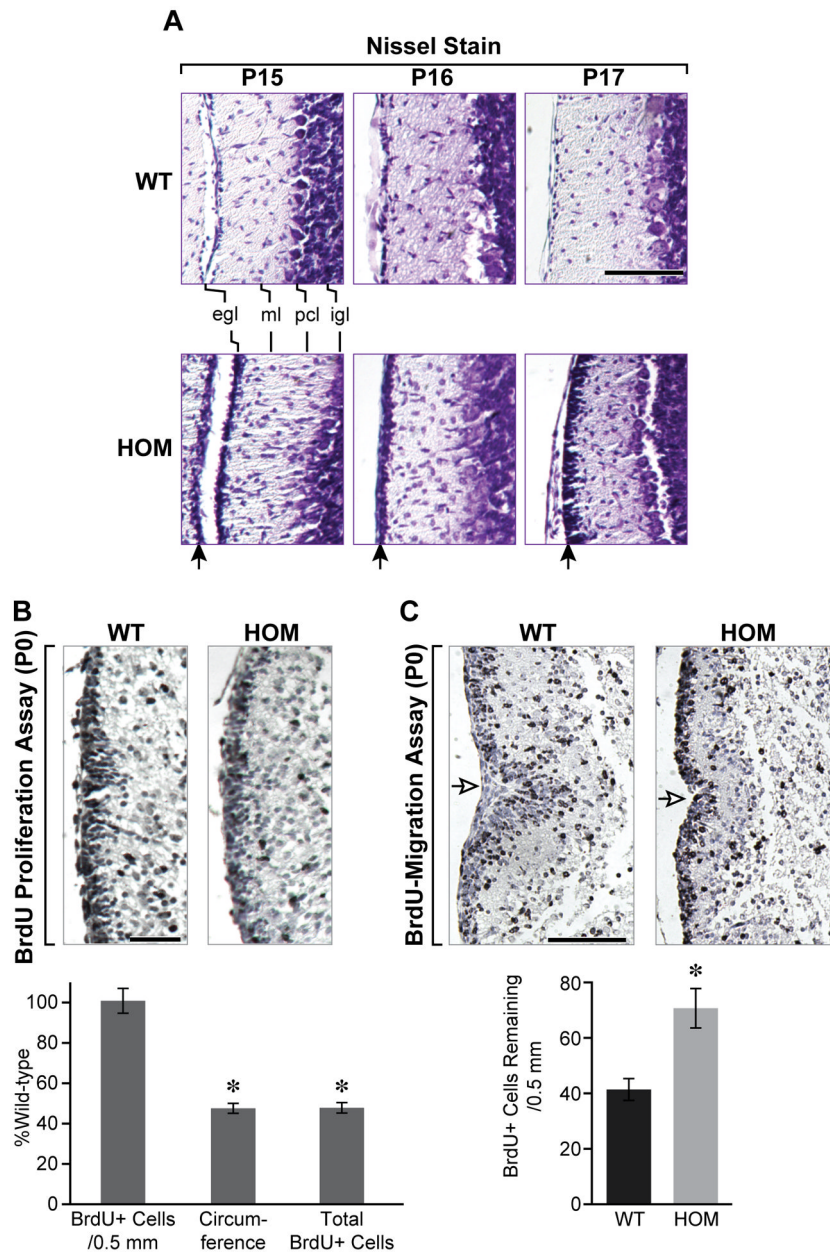 A
Nissel Stain
P15 P16 P17
WT
egl ml pcl igl
HOM
B
WT HOM
BrdU Proliferation Assay (P0)
C
WT HOM
BrdU-Migration Assay (P0)
%Wild-type
100
80
60
40
20
0
* *
BrdU+ Cells
/0.5 mm
Circum-
ference
Total
BrdU+ Cells
BrdU+ Cells Remaining
/0.5 mm
80
60
40
20
0
*
WT HOM